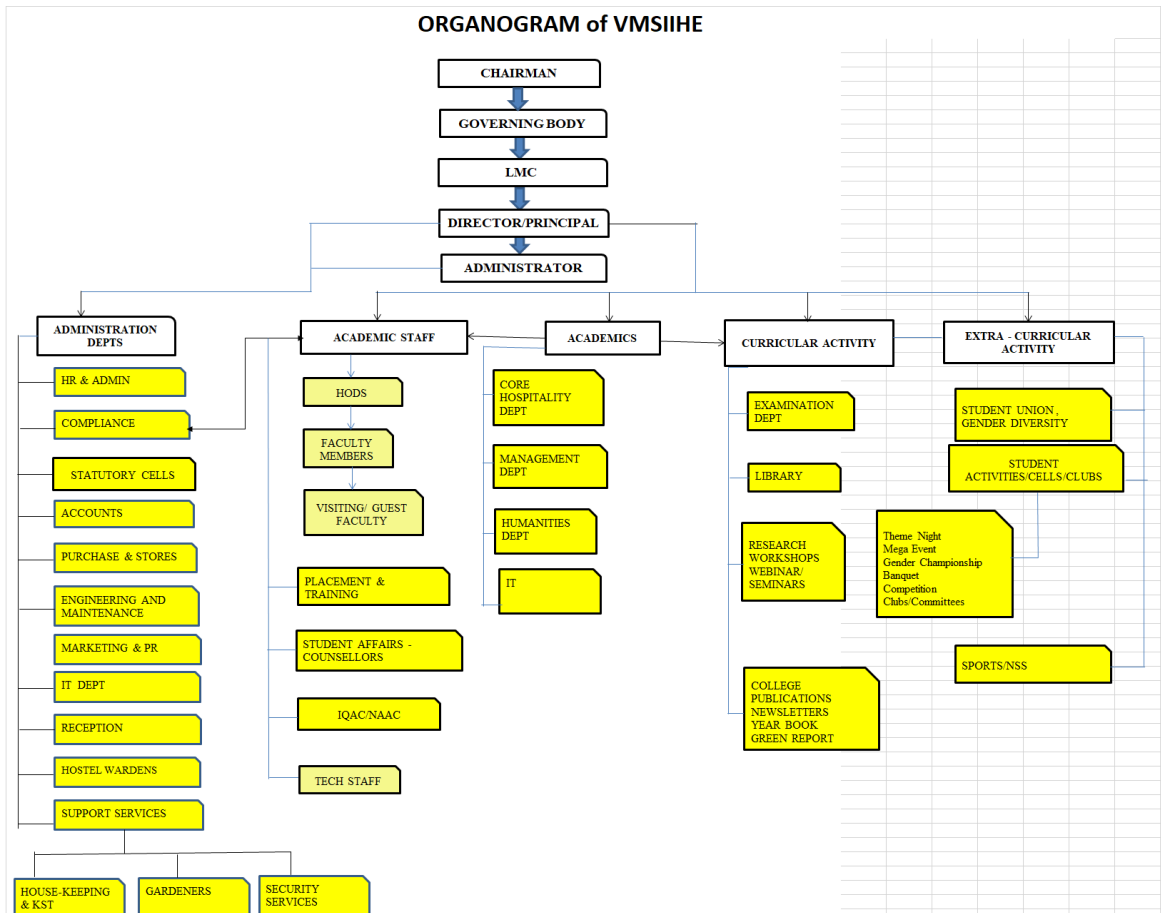 ORGANOGRAM of VMSIIHE
CHAIRMAN
GOVERNING BODY
LMC
DIRECTOR/PRINCIPAL
ADMINISTRATOR
ADMINISTRATION
DEPTS
HR & ADMIN
COMPLIANCE
STATUTORY CELLS
ACCOUNTS
PURCHASE & STORES
ENGINEERING AND
MAINTENANCE
MARKETING & PR
IT DEPT
RECEPTION
HOSTEL WARDENS
SUPPORT SERVICES
HOUSE-KEEPING
& KST
GARDENERS
SECURITY
SERVICES
ACADEMIC STAFF
HODS
FACULTY
MEMBERS
VISITING/ GUEST
FACULTY
PLACEMENT &
TRAINING
STUDENT AFFAIRS -
COUNSELLORS
IQAC/NAAC
TECH STAFF
ACADEMICS
CORE
HOSPITALITY
DEPT
MANAGEMENT
DEPT
HUMANITIES
DEPT
IT
CURRICULAR ACTIVITY
EXAMINATION
DEPT
LIBRARY
RESEARCH
WORKSHOPS
WEBINAR/
SEMINARS
COLLEGE
PUBLICATIONS
NEWSLETTERS
YEAR BOOK
GREEN REPORT
EXTRA - CURRICULAR
ACTIVITY
STUDENT UNION ,
GENDER DIVERSITY
STUDENT
ACTIVITIES/CELLS/CLUBS
Theme Night
Mega Event
Gender Championship
Banquet
Competition
Clubs/Committees
SPORTS/NSS